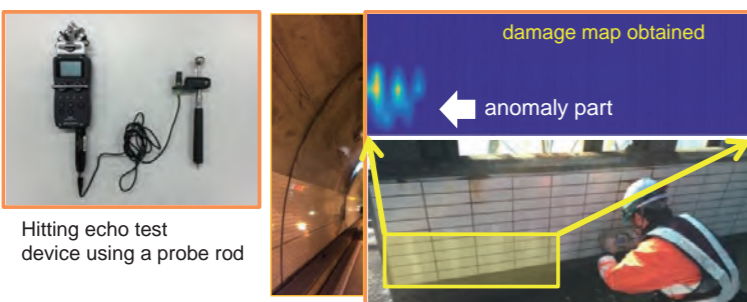 damage map obtained
anomaly part
Hitting echo test
device using a probe rod